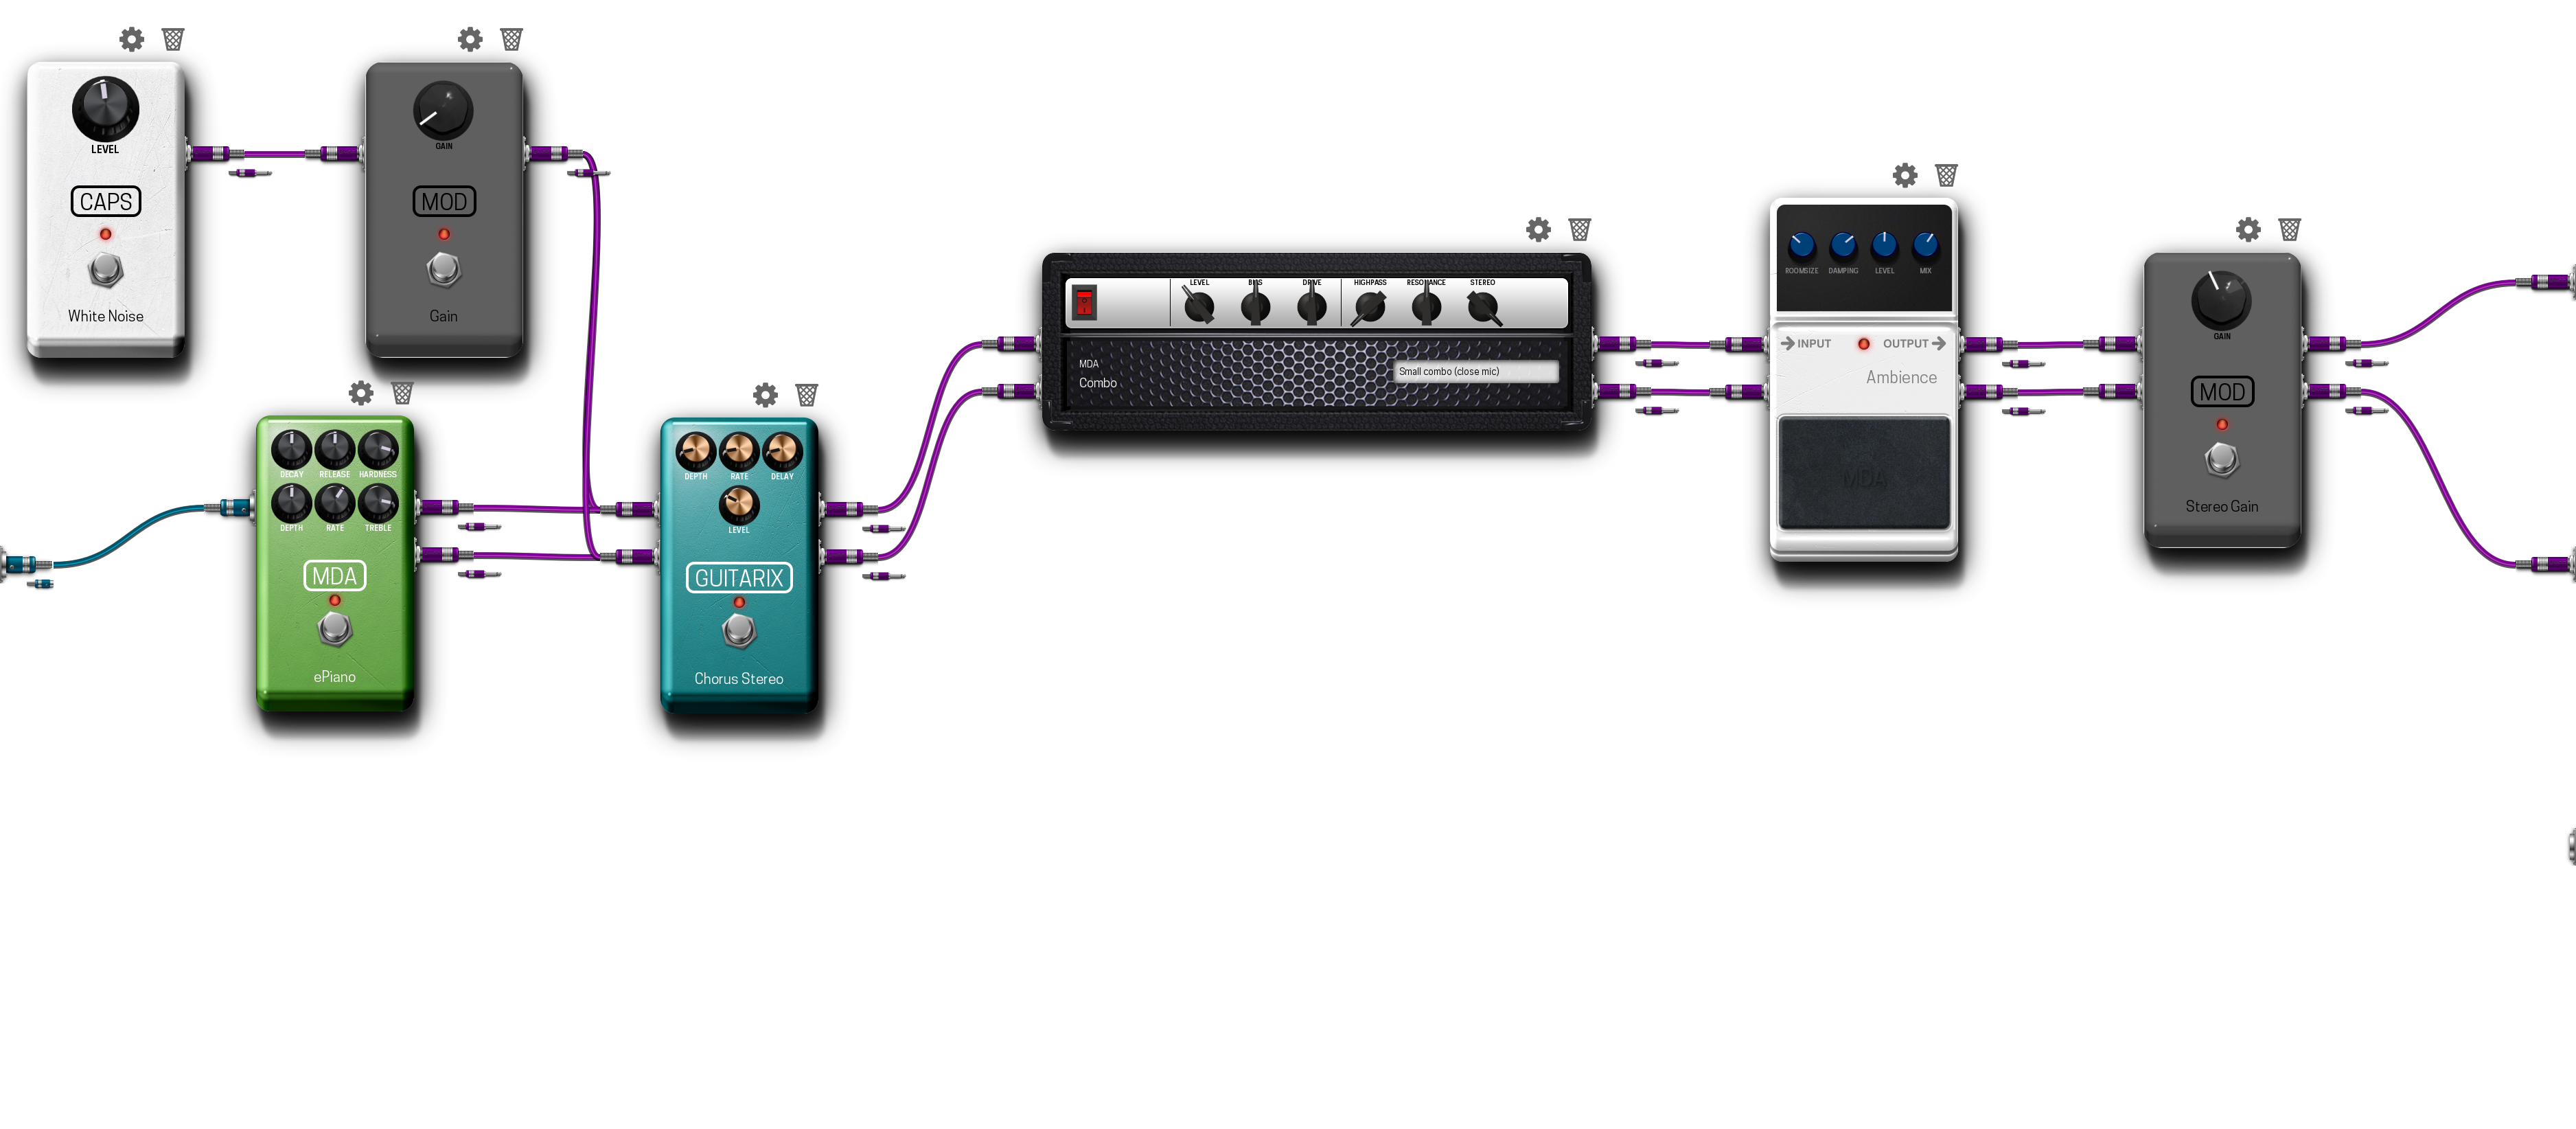 LEVEL
CAPS
White Noise
GAIN
MOD
Gain
DECAY RELEASE HARDNESS
DEPTH RATE TREBLE
MDA
ePiano
DEPTH RATE DELAY
LEVEL
GUITARIX
Chorus Stereo
LEVEL BIAS DRIVE HIGHPASS RESONANCE STEREO
MDA
Combo
Small combo (close mic)
ROOMSIZE DAMPING LEVEL MIX
INPUT OUTPUT
Ambience
MDA
GAIN
MOD
Stereo Gain